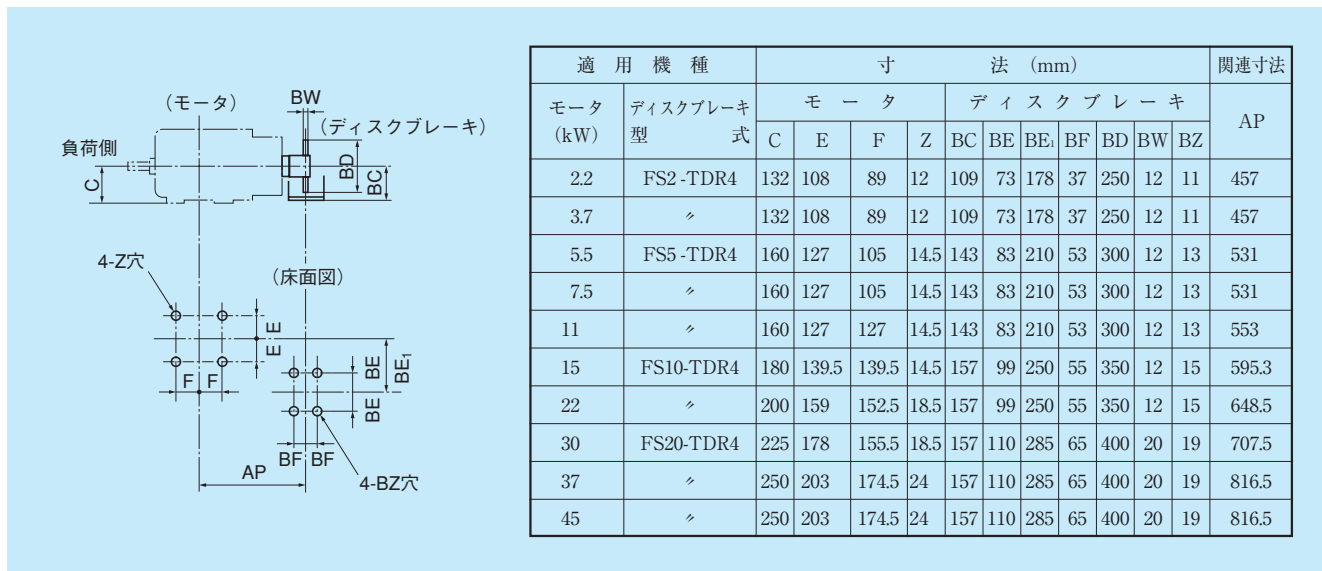 (モータ)
BW
(ディスクブレーキ)
負荷側
C
BD
BC
4-Z穴
(床面図)
E
E
F F
BE
BE
BE1
BF BF
AP
4-BZ穴
適用機種 寸法 (mm) 関連寸法
モータ (kW) ディスクブレーキ型式 モータ ディスクブレーキ AP
C E F Z BC BE BE1 BF BD BW BZ
2.2 FS2-TDR4 132 108 89 12 109 73 178 37 250 12 11 457
3.7 〃 132 108 89 12 109 73 178 37 250 12 11 457
5.5 FS5-TDR4 160 127 105 14.5 143 83 210 53 300 12 13 531
7.5 〃 160 127 105 14.5 143 83 210 53 300 12 13 531
11 〃 160 127 127 14.5 143 83 210 53 300 12 13 553
15 FS10-TDR4 180 139.5 139.5 14.5 157 99 250 55 350 12 15 595.3
22 〃 200 159 152.5 18.5 157 99 250 55 350 12 15 648.5
30 FS20-TDR4 225 178 155.5 18.5 157 110 285 65 400 20 19 707.5
37 〃 250 203 174.5 24 157 110 285 65 400 20 19 816.5
45 〃 250 203 174.5 24 157 110 285 65 400 20 19 816.5